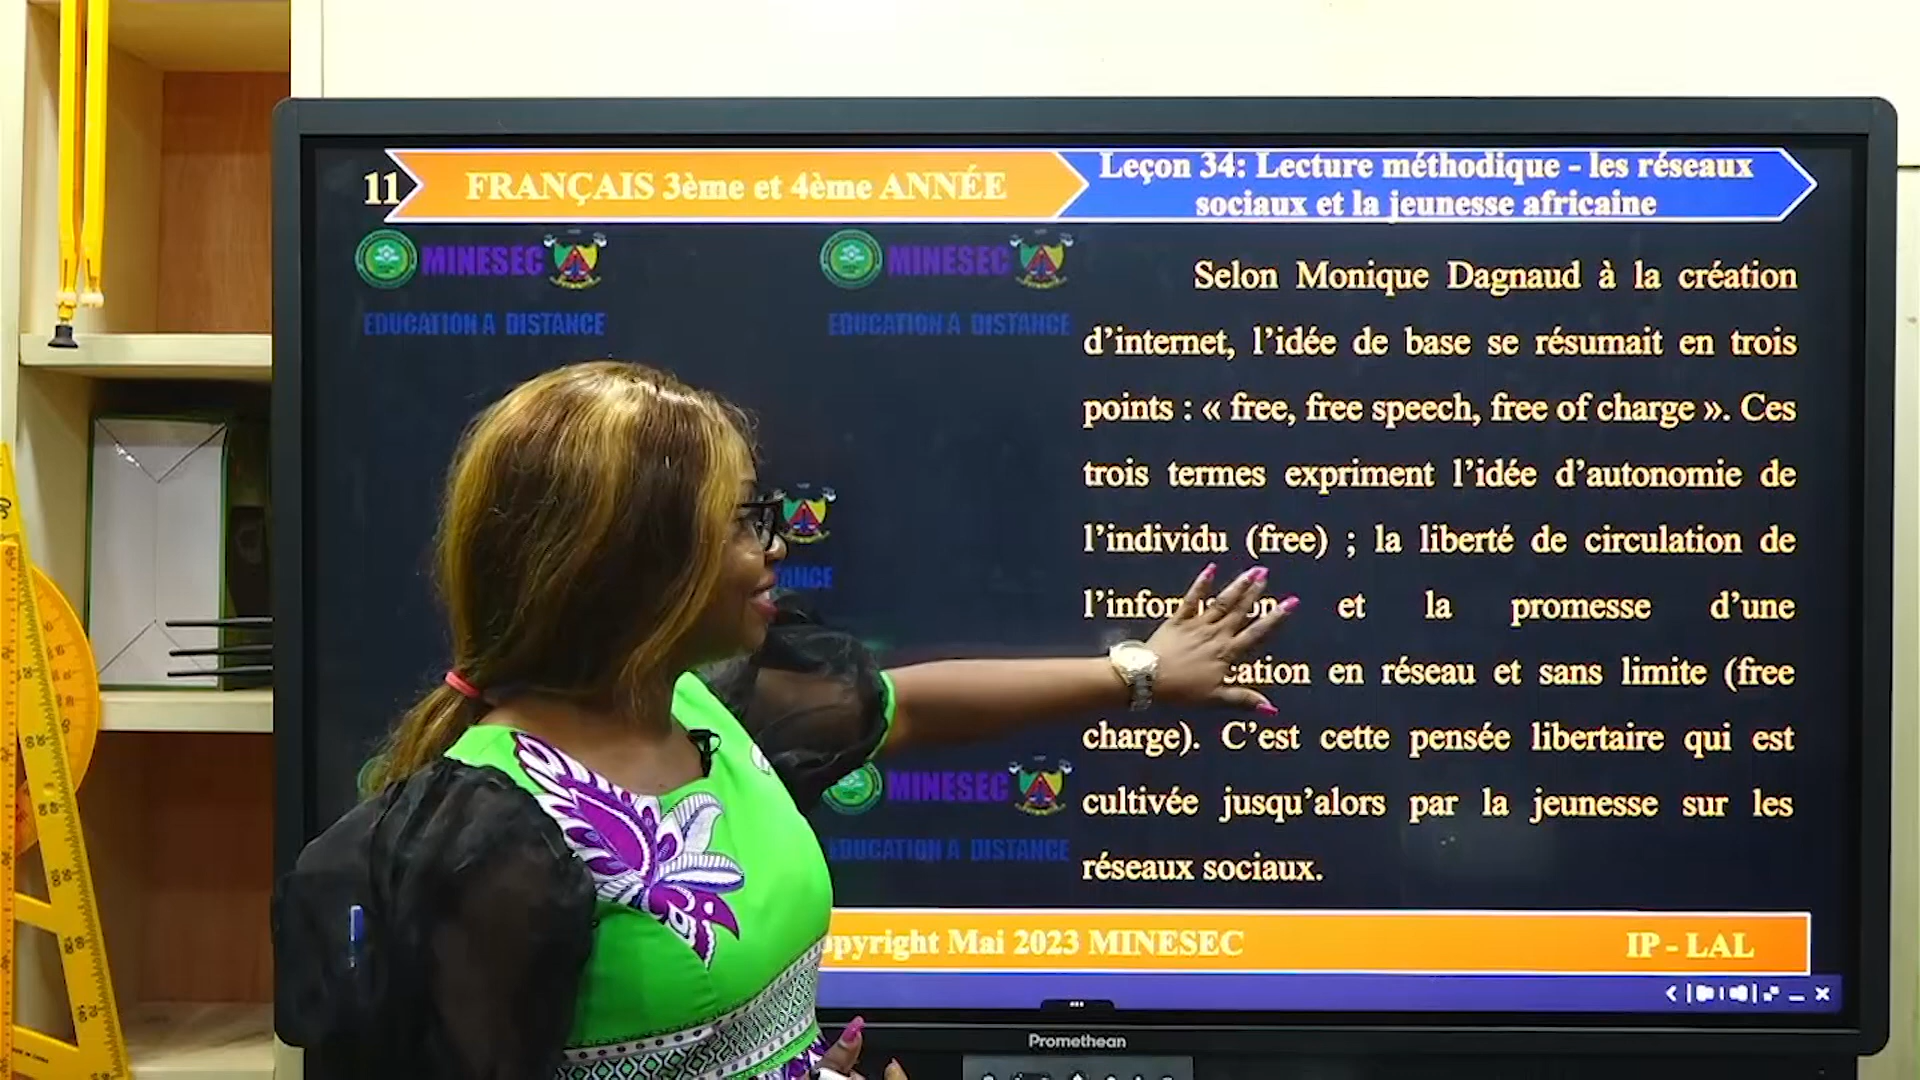 11
FRANÇAIS 3ème et 4ème ANNÉE
Leçon 34: Lecture méthodique - les réseaux
sociaux et la jeunesse africaine
MINESEC
EDUCATION A DISTANCE
MINESEC
EDUCATION A DISTANCE
Selon Monique Dagnaud à la création
d’internet, l’idée de base se résumait en trois
points : « free, free speech, free of charge ». Ces
trois termes expriment l’idée d’autonomie de
l’individu (free) ; la liberté de circulation de
et la promesse d’une
en réseau et sans limite (free
charge). C’est cette pensée libertaire qui est
cultivée jusqu’alors par la jeunesse sur les
réseaux sociaux.
MINESEC
EDUCATION A DISTANCE
Mai 2023 MINESEC
IP - LAL
Promethean